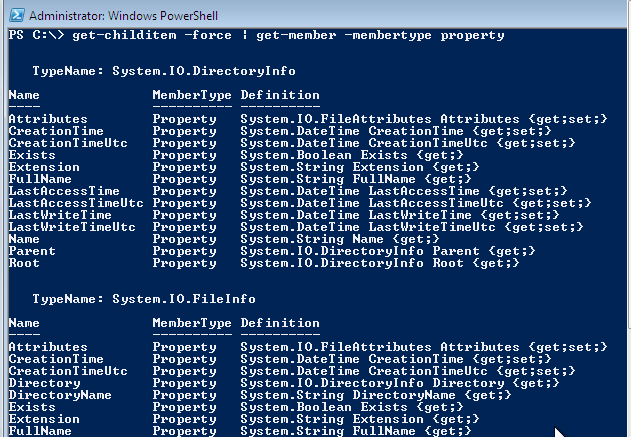 Administrator: Windows PowerShell
PS C:\> get-childitem -force | get-member -membertype property
TypeName: System.IO.DirectoryInfo
Name MemberType Definition
---- ---------- ----------
Attributes Property System.IO.FileAttributes Attributes {get;set;}
CreationTime Property System.DateTime CreationTime {get;set;}
CreationTimeUtc Property System.DateTime CreationTimeUtc {get;set;}
Exists Property System.Boolean Exists {get;}
Extension Property System.String Extension {get;}
FullName Property System.String FullName {get;}
LastAccessTime Property System.DateTime LastAccessTime {get;set;}
LastAccessTimeUtc Property System.DateTime LastAccessTimeUtc {get;set;}
LastWriteTime Property System.DateTime LastWriteTime {get;set;}
LastWriteTimeUtc Property System.DateTime LastWriteTimeUtc {get;set;}
Name Property System.String Name {get;}
Parent Property System.IO.DirectoryInfo Parent {get;}
Root Property System.IO.DirectoryInfo Root {get;}
TypeName: System.IO.FileInfo
Name MemberType Definition
---- ---------- ----------
Attributes Property System.IO.FileAttributes Attributes {get;set;}
CreationTime Property System.DateTime CreationTime {get;set;}
CreationTimeUtc Property System.DateTime CreationTimeUtc {get;set;}
Directory Property System.IO.DirectoryInfo Directory {get;}
DirectoryName Property System.String DirectoryName {get;}
Exists Property System.Boolean Exists {get;}
Extension Property System.String Extension {get;}
FullName Property System.String FullName {get;}